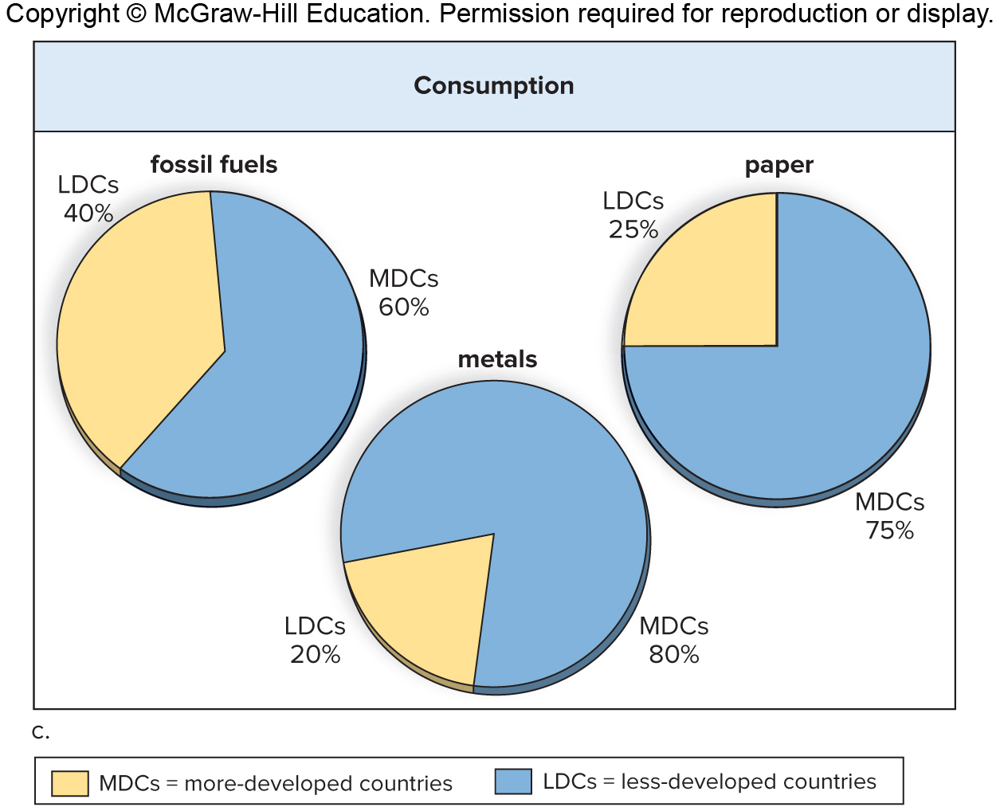 Copyright © McGraw-Hill Education. Permission required for reproduction or display.
Consumption
fossil fuels
LDCs
40%
MDCs
60%
paper
LDCs
25%
MDCs
75%
metals
LDCs
20%
MDCs
80%
c.
MDCs = more-developed countries
LDCs = less-developed countries